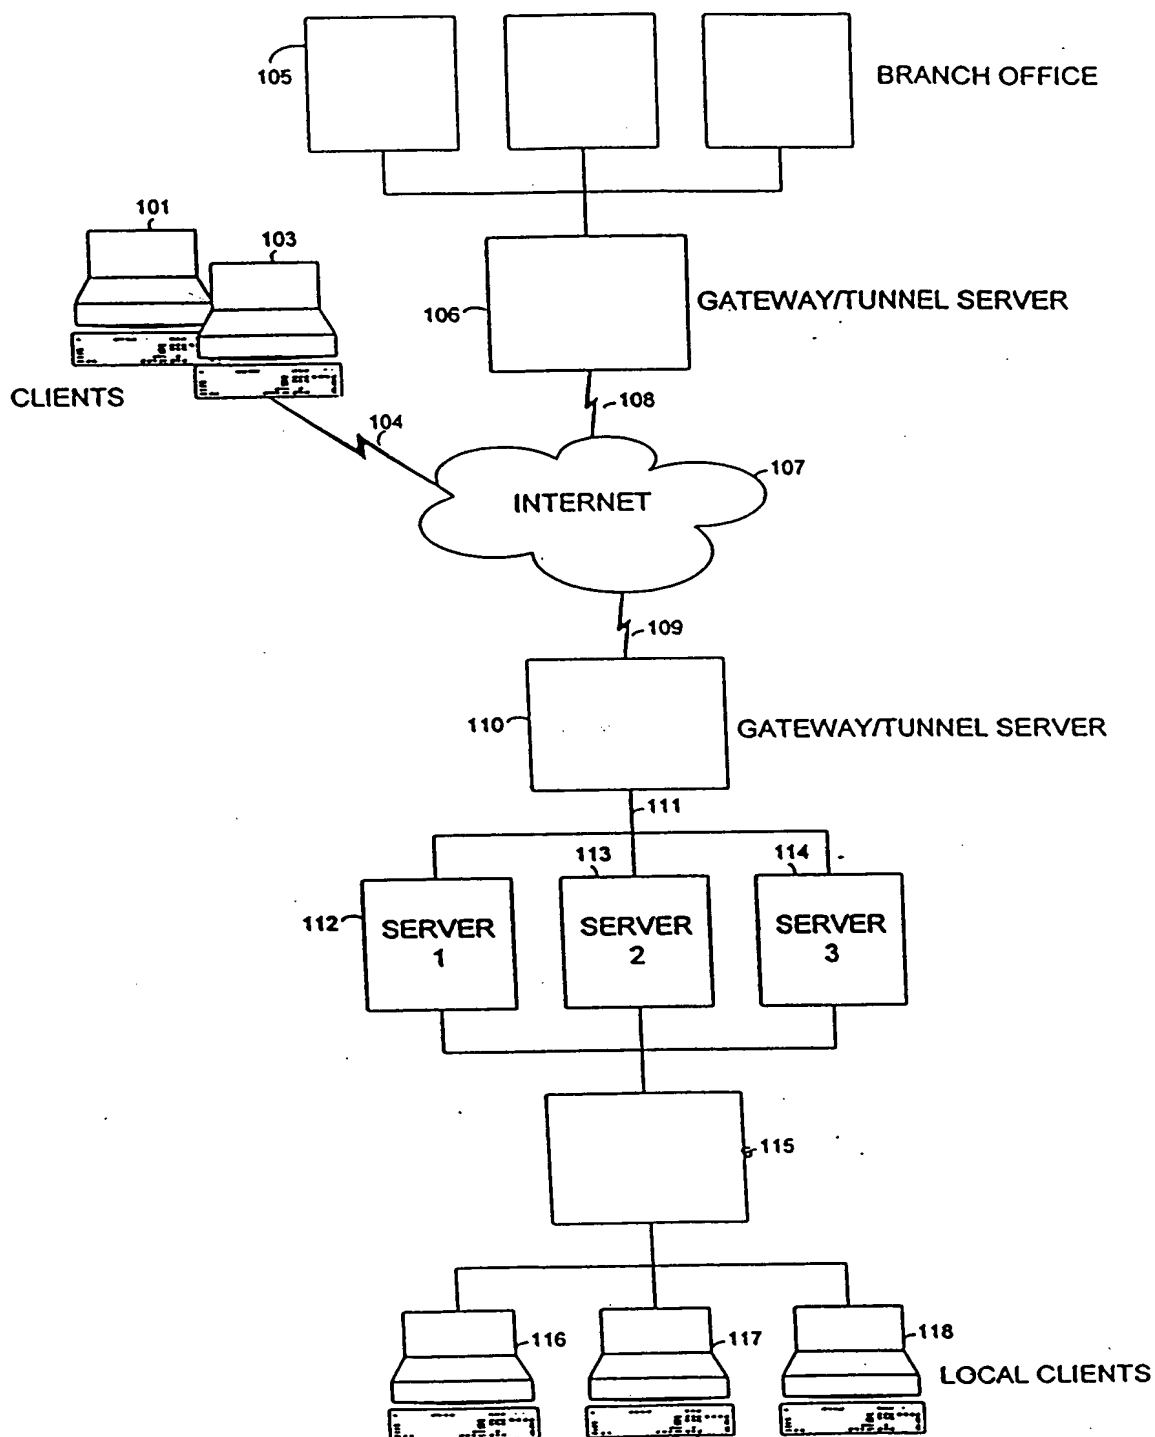 105
BRANCH OFFICE
101
103
106
GATEWAY/TUNNEL SERVER
CLIENTS
108
104
107
INTERNET
109
110
GATEWAY/TUNNEL SERVER
111
113
114
112
SERVER
1
SERVER
2
SERVER
3
115
116
117
118
LOCAL CLIENTS